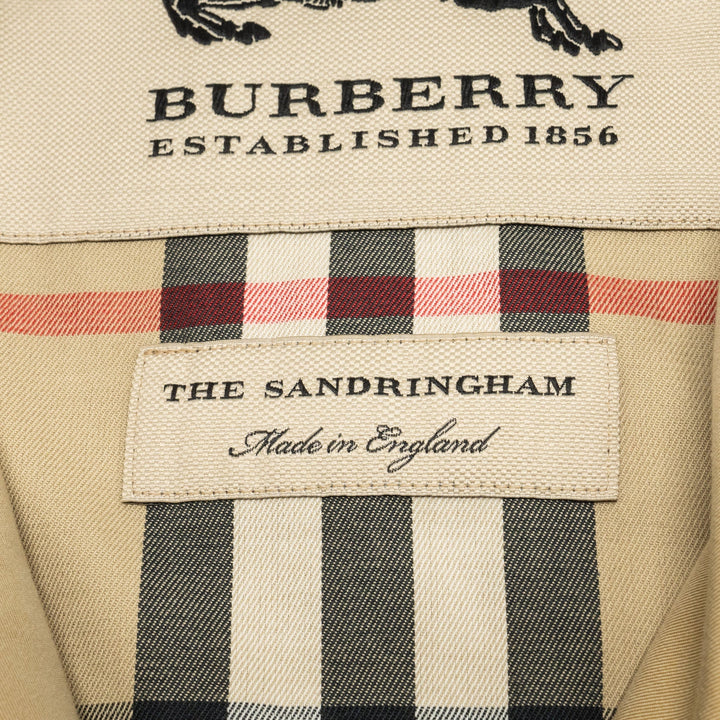 BURBERRY
ESTABLISHED 1856
THE SANDRINGHAM
Made in England